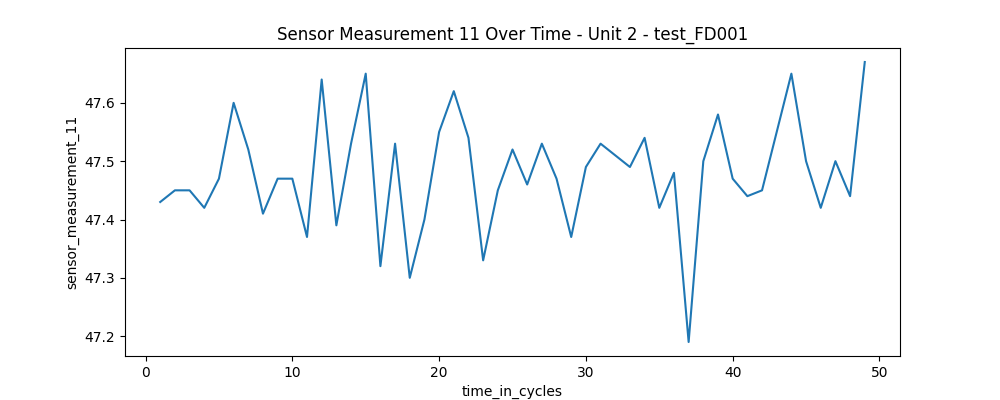 Sensor Measurement 11 Over Time - Unit 2 - test_FD001
sensor_measurement_11
47.6
47.5
47.4
47.3
47.2
0 10 20 30 40 50
time_in_cycles